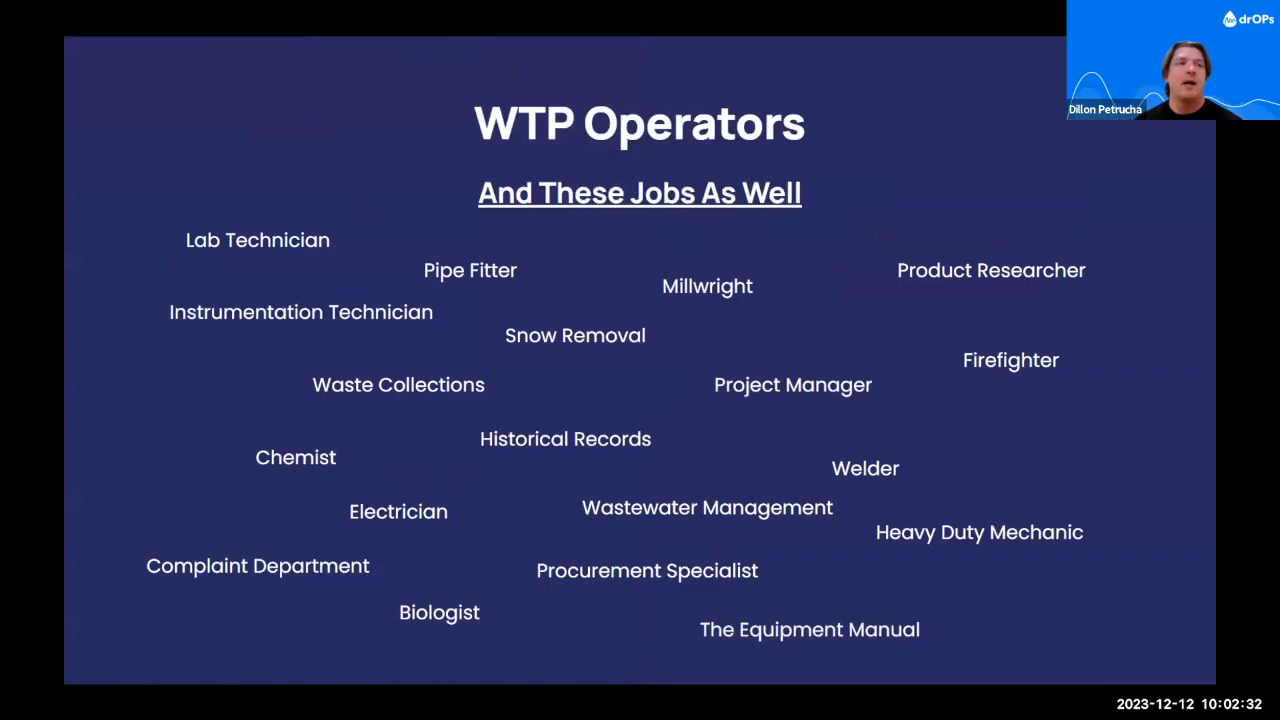 drOPs
Dillon Petrucha
WTP Operators
And These Jobs As Well
Lab Technician
Pipe Fitter
Millwright
Product Researcher
Instrumentation Technician
Snow Removal
Firefighter
Waste Collections
Project Manager
Historical Records
Chemist
Welder
Electrician
Wastewater Management
Heavy Duty Mechanic
Complaint Department
Procurement Specialist
Biologist
The Equipment Manual
2023-12-12 10:02:32